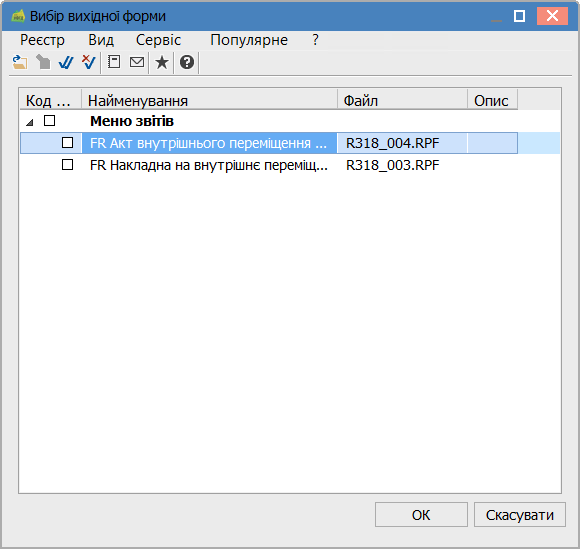 Вибір вихідної форми
Реєстр Вид Сервіс Популярне ?
Код ... Найменування Файл Опис
Меню звітів
FR Акт внутрішнього переміщення ... R318_004.RPF
FR Накладна на внутрішнє переміщ... R318_003.RPF
ОК Скасувати